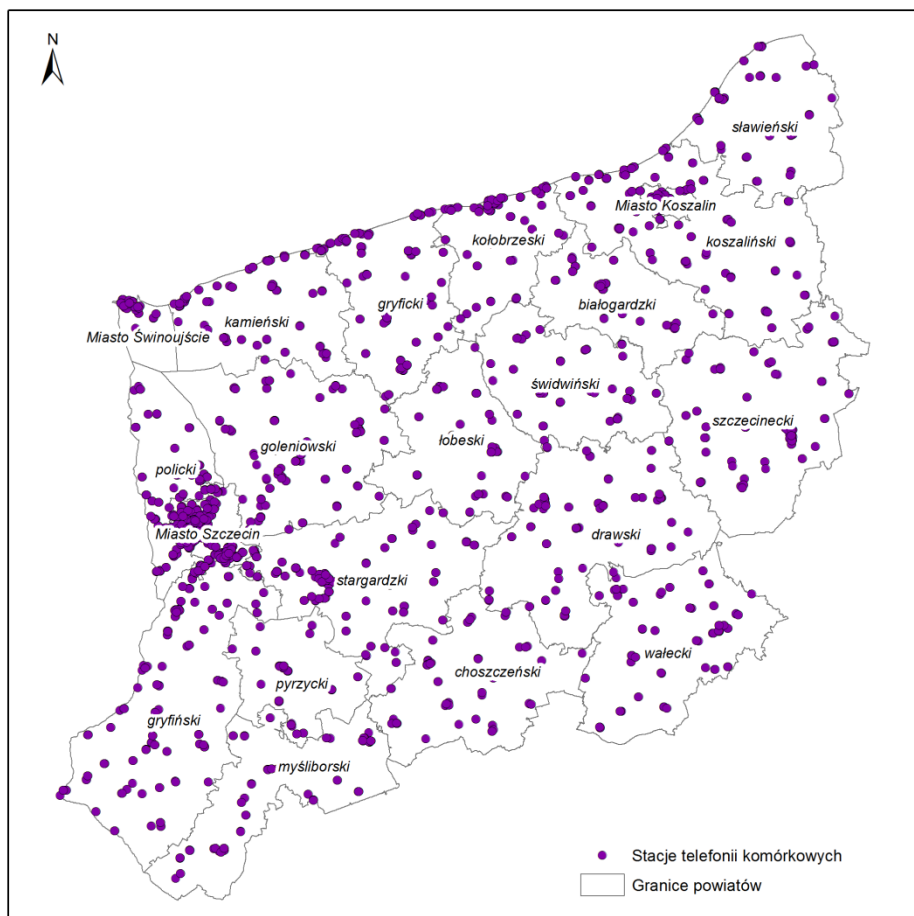 N
sławieński
Miasto Koszalin
kołobrzeski
koszaliński
białogardzki
gryficki
kamieński
Miasto Świnoujście
świdwiński
szczecinecki
łobeski
goleniowski
policki
Miasto Szczecin
drawski
stargardzki
wałecki
choszczeński
pyrzycki
gryfiński
myśliborski
Stacje telefonii komórkowych
Granice powiatów